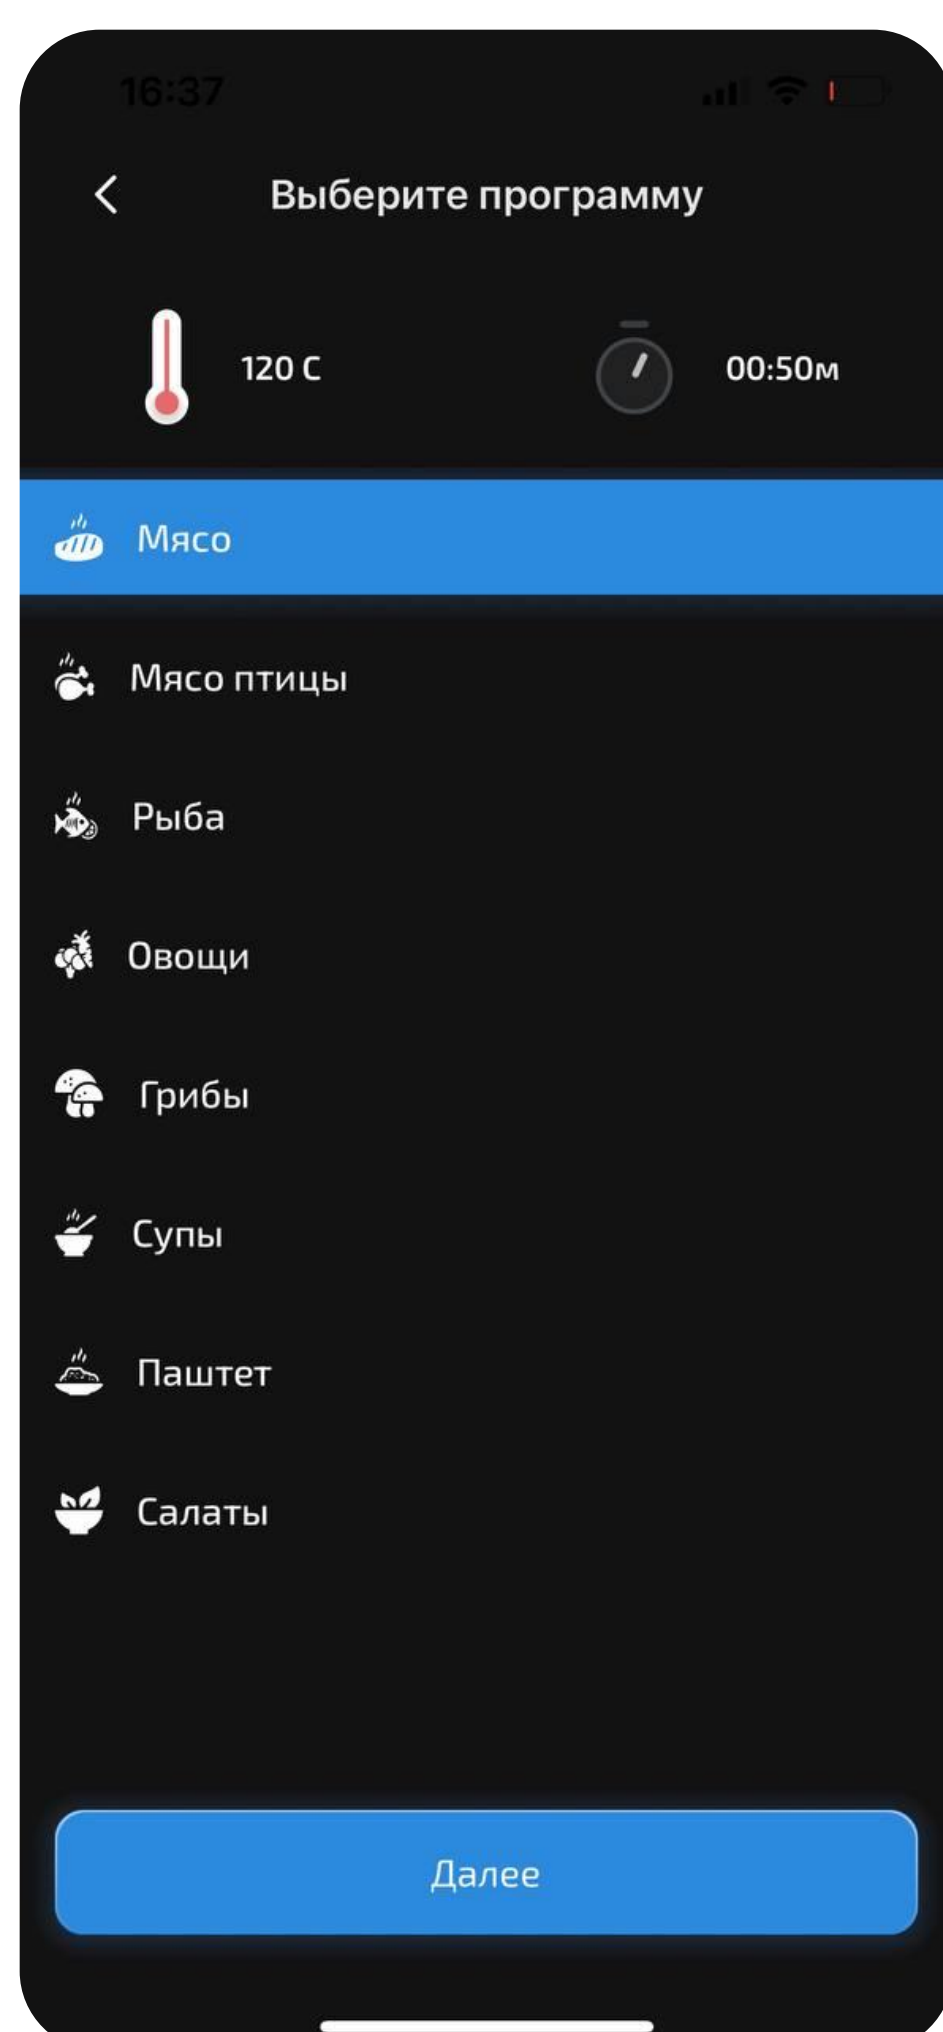 16:37
Выберите программу
120 C
00:50м
Мясо
Мясо птицы
Рыба
Овощи
Грибы
Супы
Паштет
Салаты
Далее